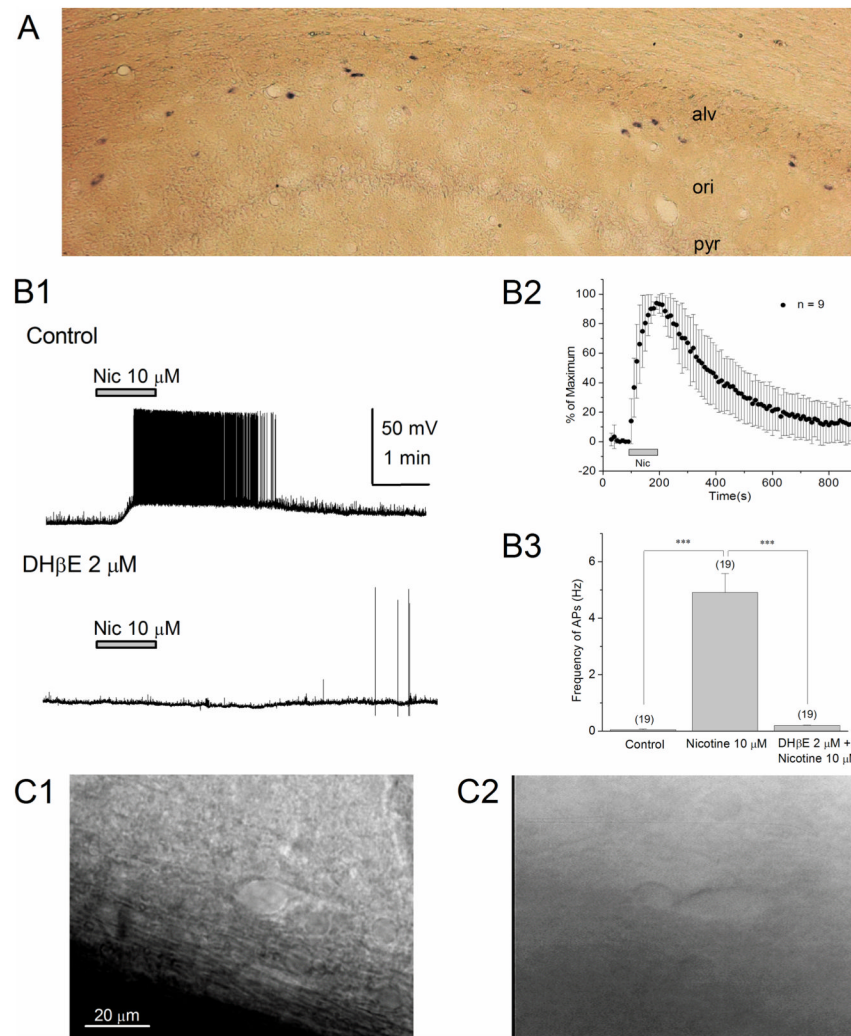 A
alv
ori
pyr
B1
Control
Nic 10 μM
50 mV
1 min
DHβE 2 μM
Nic 10 μM
B2
% of Maximum
100
80
60
40
20
0
-20
n = 9
Nic
0 200 400 600 800
Time(s)
B3
Frequency of APs (Hz)
6
4
2
0
*** ***
(19)
(19)
(19)
Control
Nicotine 10 μM
DHβE 2 μM +
Nicotine 10 μM
C1
20 μm
C2